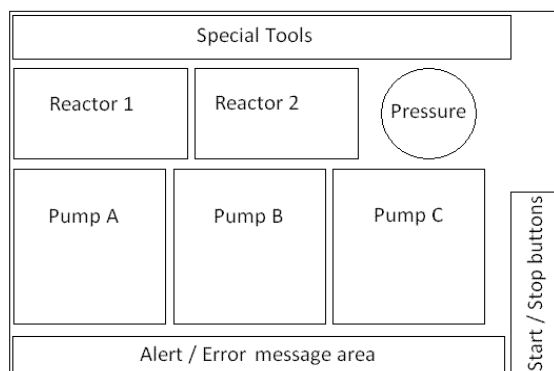 Special Tools
Reactor 1
Reactor 2
Pressure
Pump A
Pump B
Pump C
Start / Stop buttons
Alert / Error message area